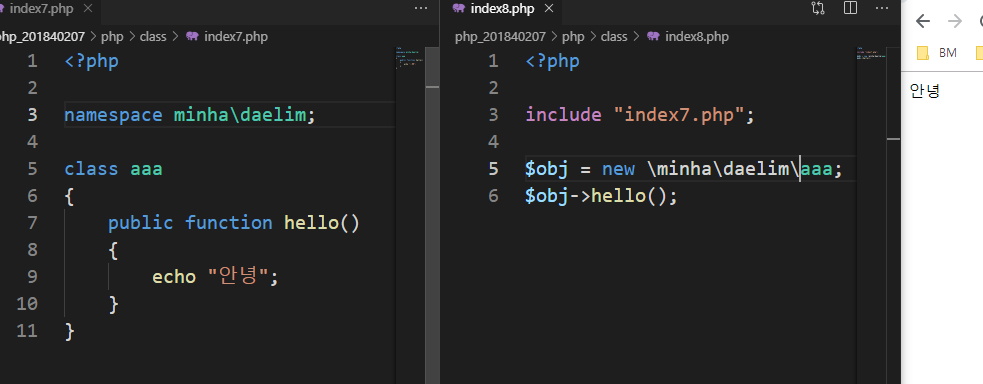 index7.php
php_201840207 > php > class > index7.php
1 <?php
2
3 namespace minha\daelim;
4
5 class aaa
6 {
7 public function hello()
8 {
9 echo "안녕";
10 }
11 }
index8.php
php_201840207 > php > class > index8.php
1 <?php
2
3 include "index7.php";
4
5 $obj = new \minha\daelim\aaa;
6 $obj->hello();
BM
안녕